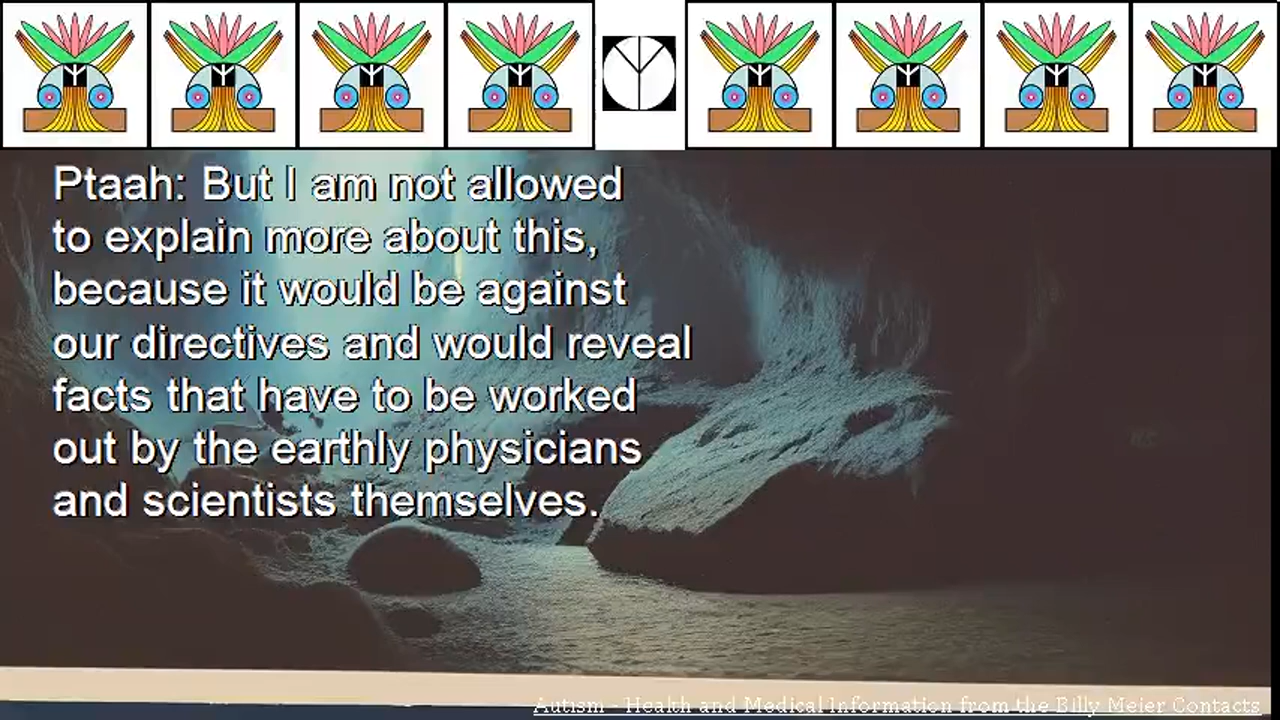 Ptaah: But I am not allowed
to explain more about this,
because it would be against
our directives and would reveal
facts that have to be worked
out by the earthly physicians
and scientists themselves.
Autism - Health and Medical Information from the Billy Meier Contacts